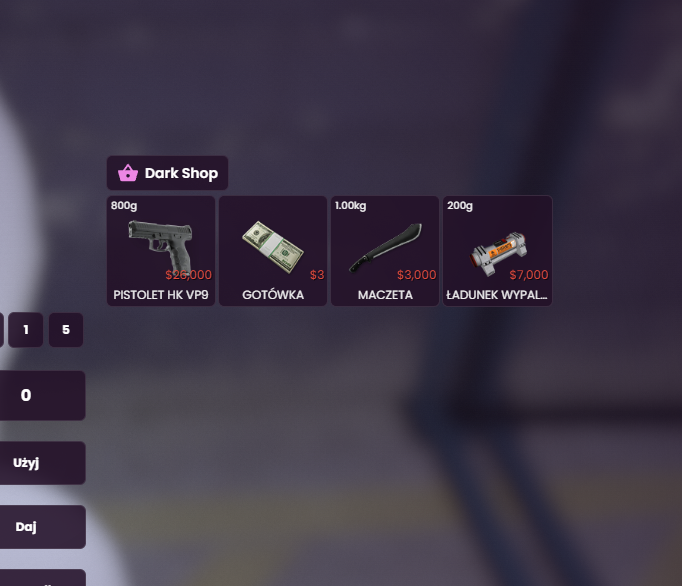 Dark Shop
800g
$26,000
PISTOLET HK VP9
$3
GOTÓWKA
1.00kg
$3,000
MACZETA
200g
$7,000
ŁADUNEK WYPAL...
1
5
0
Użyj
Daj